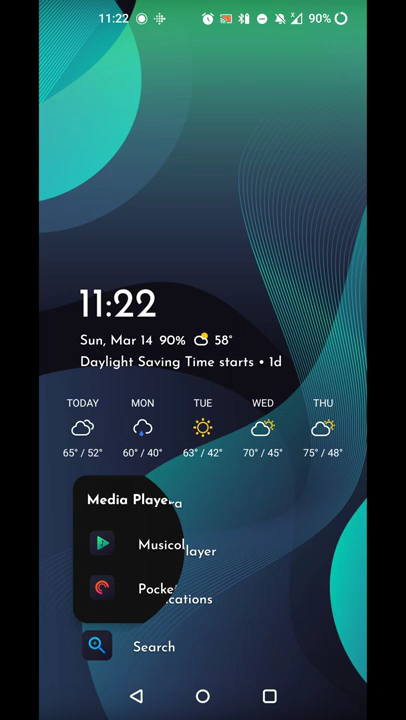 11:22 90%
11:22
Sun, Mar 14 90% 58°
Daylight Saving Time starts • 1d
TODAY MON TUE WED THU
65° / 52° 60° / 40° 63° / 42° 70° / 45° 75° / 48°
Media Playe
Musicol layer
Pocke cations
Search